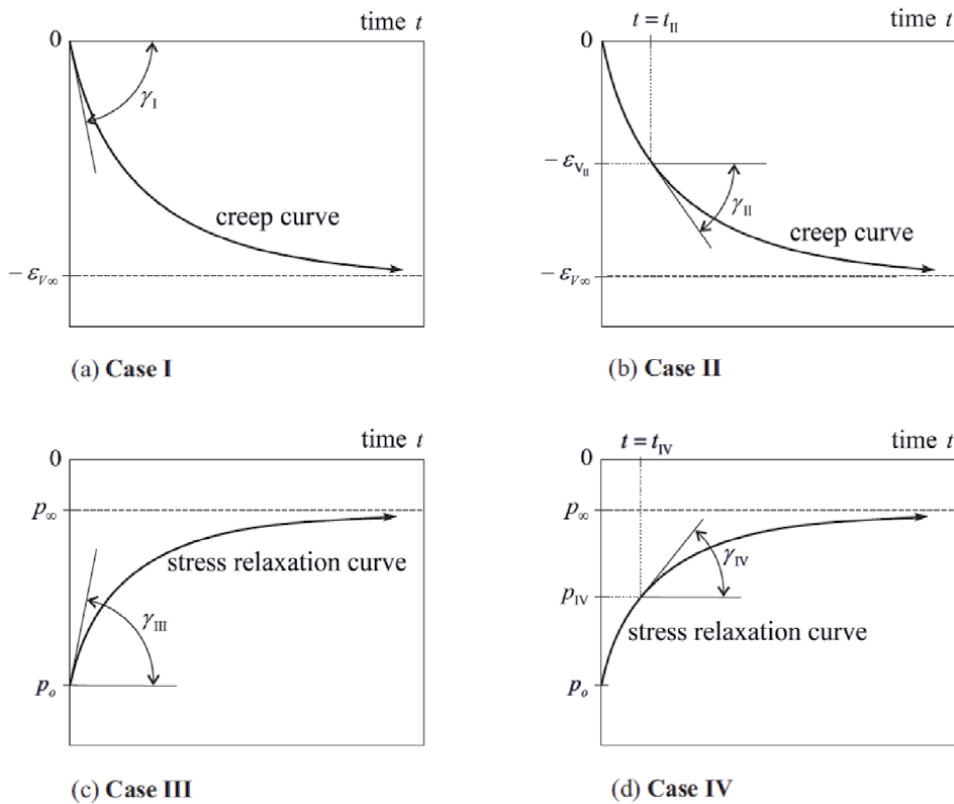 time t
0
γI
creep curve
− εV∞
(a) Case I
time t
t = tII
0
− εVII
γII
creep curve
− εV∞
(b) Case II
time t
0
p∞
stress relaxation curve
γIII
po
(c) Case III
time t
t = tIV
0
p∞
γIV
pIV
stress relaxation curve
po
(d) Case IV